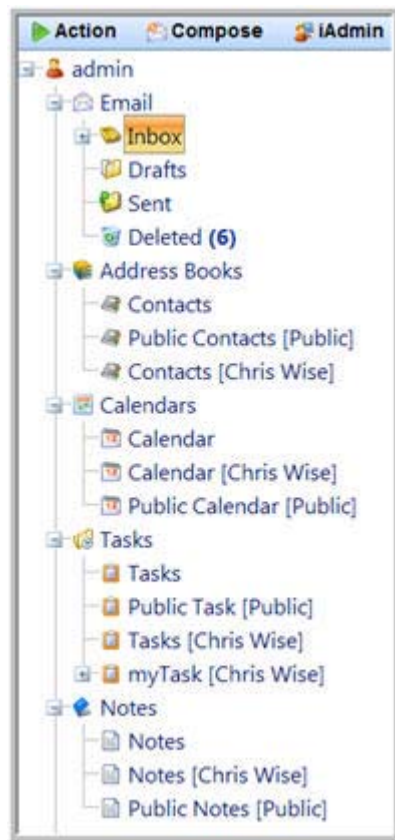 Action Compose iAdmin
admin
Email
Inbox
Drafts
Sent
Deleted (6)
Address Books
Contacts
Public Contacts [Public]
Contacts [Chris Wise]
Calendars
Calendar
Calendar [Chris Wise]
Public Calendar [Public]
Tasks
Tasks
Public Task [Public]
Tasks [Chris Wise]
myTask [Chris Wise]
Notes
Notes
Notes [Chris Wise]
Public Notes [Public]